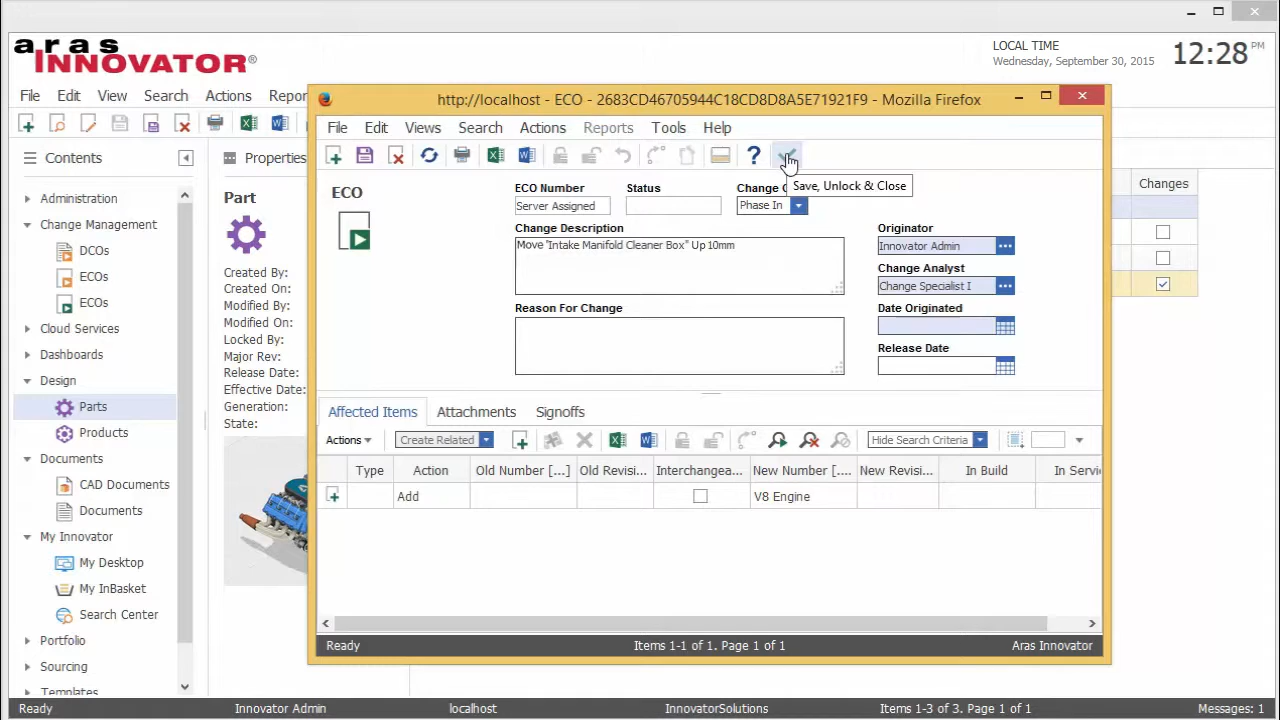 aras
INNOVATOR®
LOCAL TIME
Wednesday, September 30, 2015
12:28 PM
File Edit View Search Actions Repor
http://localhost - ECO - 2683CD46705944C18CD8D8A5E71921F9 - Mozilla Firefox
File Edit Views Search Actions Reports Tools Help
Contents
Properties
Administration
Change Management
DCOs
ECOs
ECOs
Cloud Services
Dashboards
Design
Parts
Products
Documents
CAD Documents
Documents
My Innovator
My Desktop
My InBasket
Search Center
Portfolio
Sourcing
Templates
Part
Created By:
Created On:
Modified By:
Modified On:
Locked By:
Major Rev:
Release Date:
Effective Date:
Generation:
State:
Changes
Save, Unlock & Close
ECO
ECO Number Status Change
Server Assigned Phase In
Change Description
Move "Intake Manifold Cleaner Box" Up 10mm
Reason For Change
Originator
Innovator Admin
Change Analyst
Change Specialist I
Date Originated
Release Date
Affected Items Attachments Signoffs
Actions Create Related Hide Search Criteria
Type Action Old Number [...] Old Revisi... Interchangea... New Number [.... New Revisi... In Build In Servic
Add V8 Engine
Ready Items 1-1 of 1. Page 1 of 1 Aras Innovator
Ready Innovator Admin localhost InnovatorSolutions Items 1-3 of 3. Page 1 of 1 Messages: 1